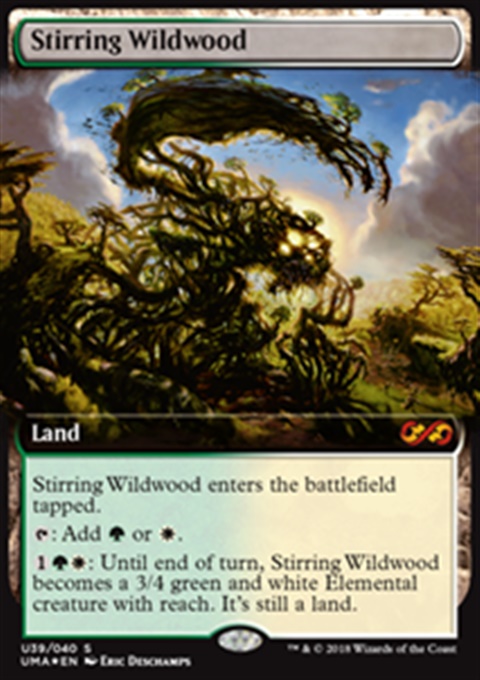 Stirring Wildwood
Land
Stirring Wildwood enters the battlefield
tapped.
: Add or .
1 : Until end of turn, Stirring Wildwood
becomes a 3/4 green and white Elemental
creature with reach. It's still a land.
U39/040 S
UMA★EN Eric Deschamps
™ & © 2018 Wizards of the Coast